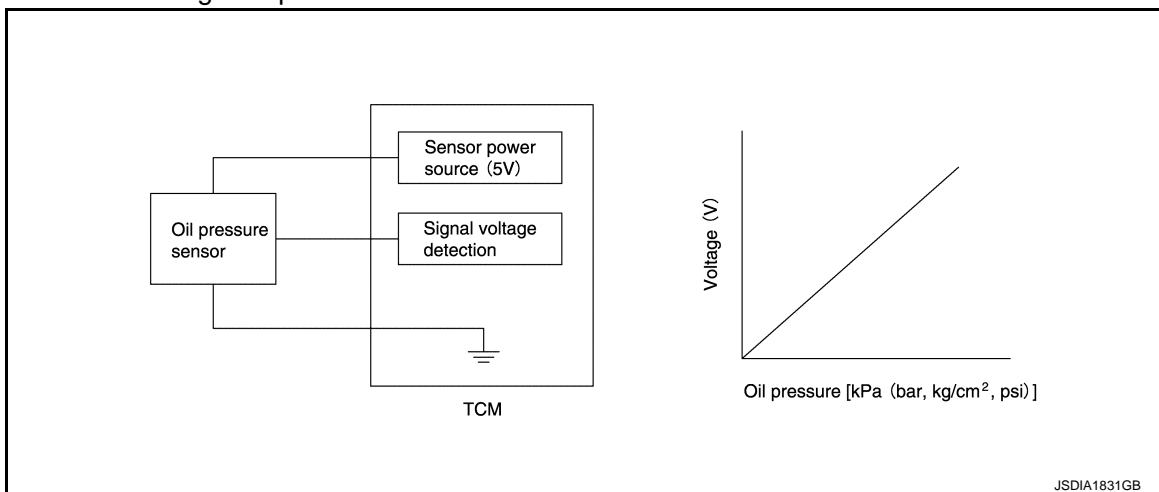 Sensor power
source (5V)
Oil pressure
sensor
Signal voltage
detection
TCM
Voltage (V)
Oil pressure [kPa (bar, kg/cm², psi)]
JSDIA1831GB